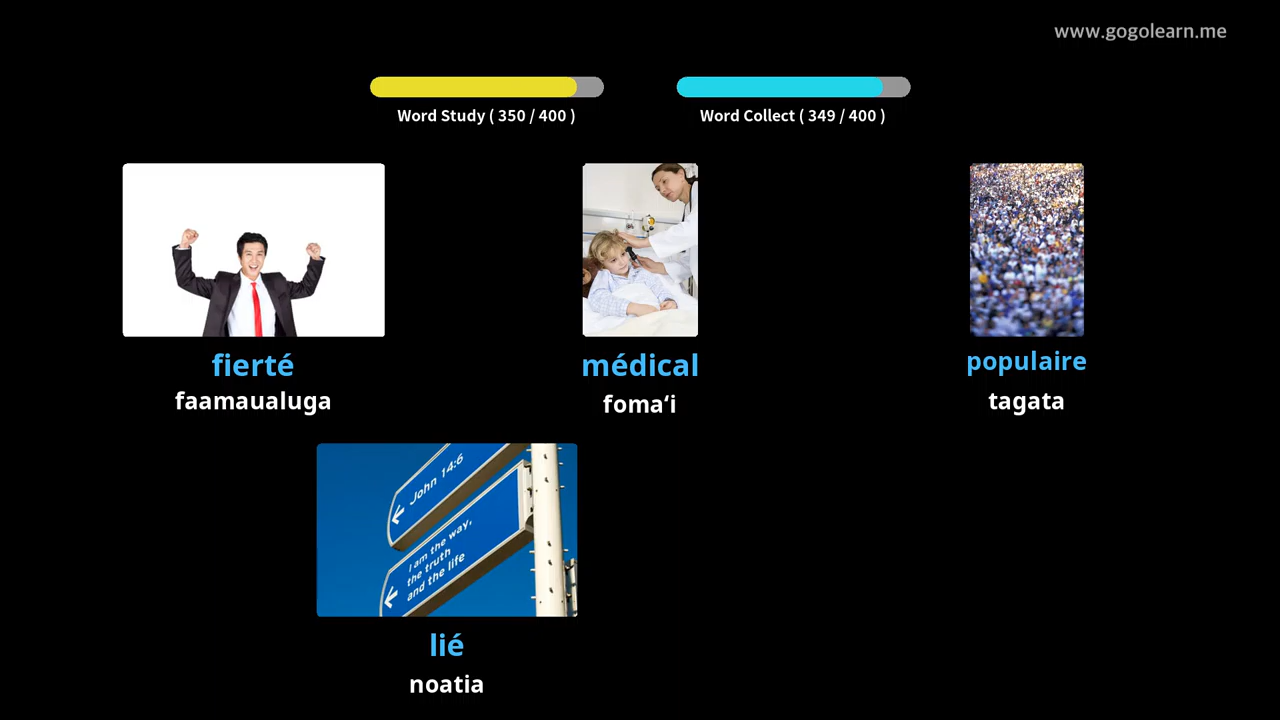 www.gogolearn.me
Word Study ( 350 / 400 )
Word Collect ( 349 / 400 )
fierté
faamaualuga
médical
fomaʻi
populaire
tagata
John 14:6
I am the way,
the truth
and the life
lié
noatia